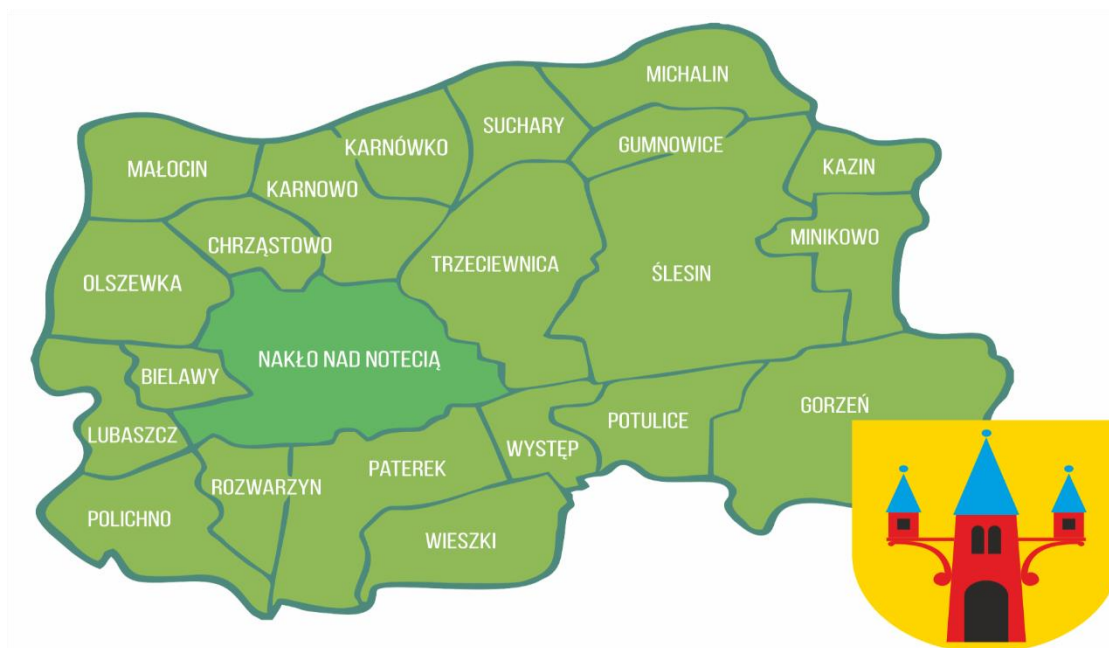 MICHALIN
SUCHARY
GUMNOWICE
KARNÓWKO
KAZIN
MAŁOCIN
KARNOWO
MINIKOWO
CHRZĄSTOWO
TRZECIEWNICA
ŚLESIN
OLSZEWKA
NAKŁO NAD NOTECIĄ
BIELAWY
GORZEŃ
POTULICE
LUBASZCZ
WYSTĘP
PATEREK
ROZWARZYN
POLICHNO
WIESZKI